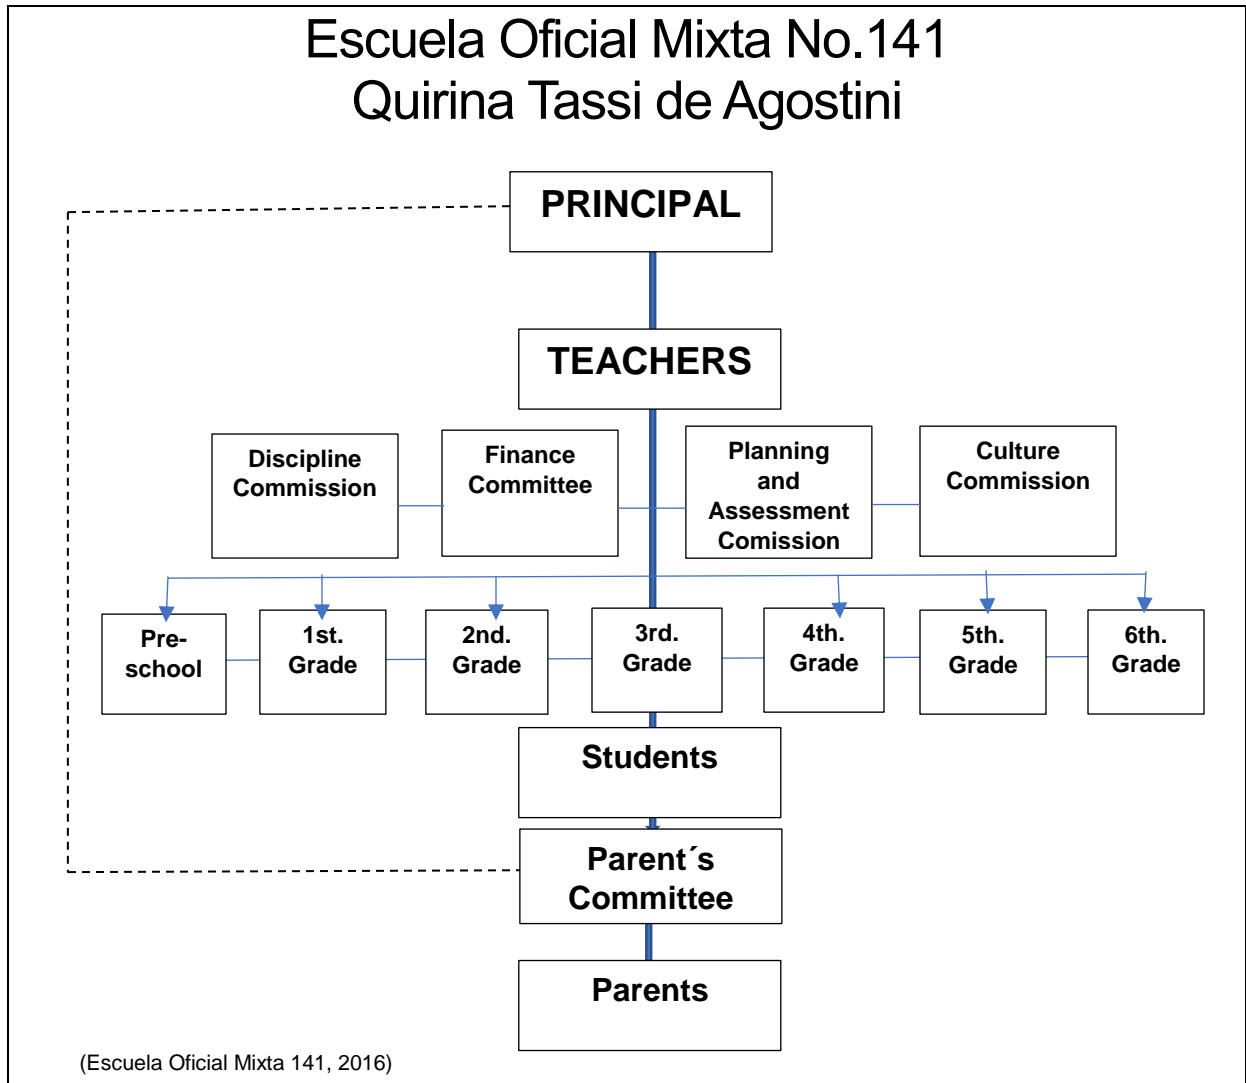 Escuela Oficial Mixta No.141
Quirina Tassi de Agostini
PRINCIPAL
TEACHERS
Discipline
Commission
Finance
Committee
Planning
and
Assessment
Comission
Culture
Commission
Pre-
school
1st.
Grade
2nd.
Grade
3rd.
Grade
4th.
Grade
5th.
Grade
6th.
Grade
Students
Parent´s
Committee
Parents
(Escuela Oficial Mixta 141, 2016)